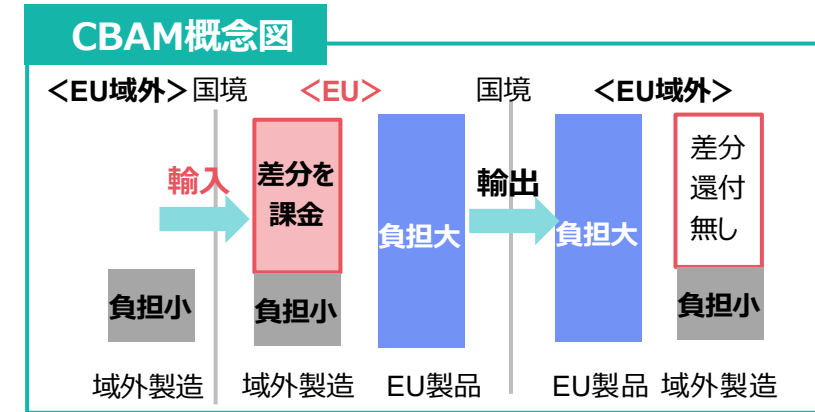 CBAM概念図
＜EU域外＞ 国境 ＜EU＞ 国境 ＜EU域外＞
輸入
差分を
課金
負担小
負担小
負担大
輸出
負担大
差分
還付
無し
負担小
域外製造 域外製造 EU製品 EU製品 域外製造